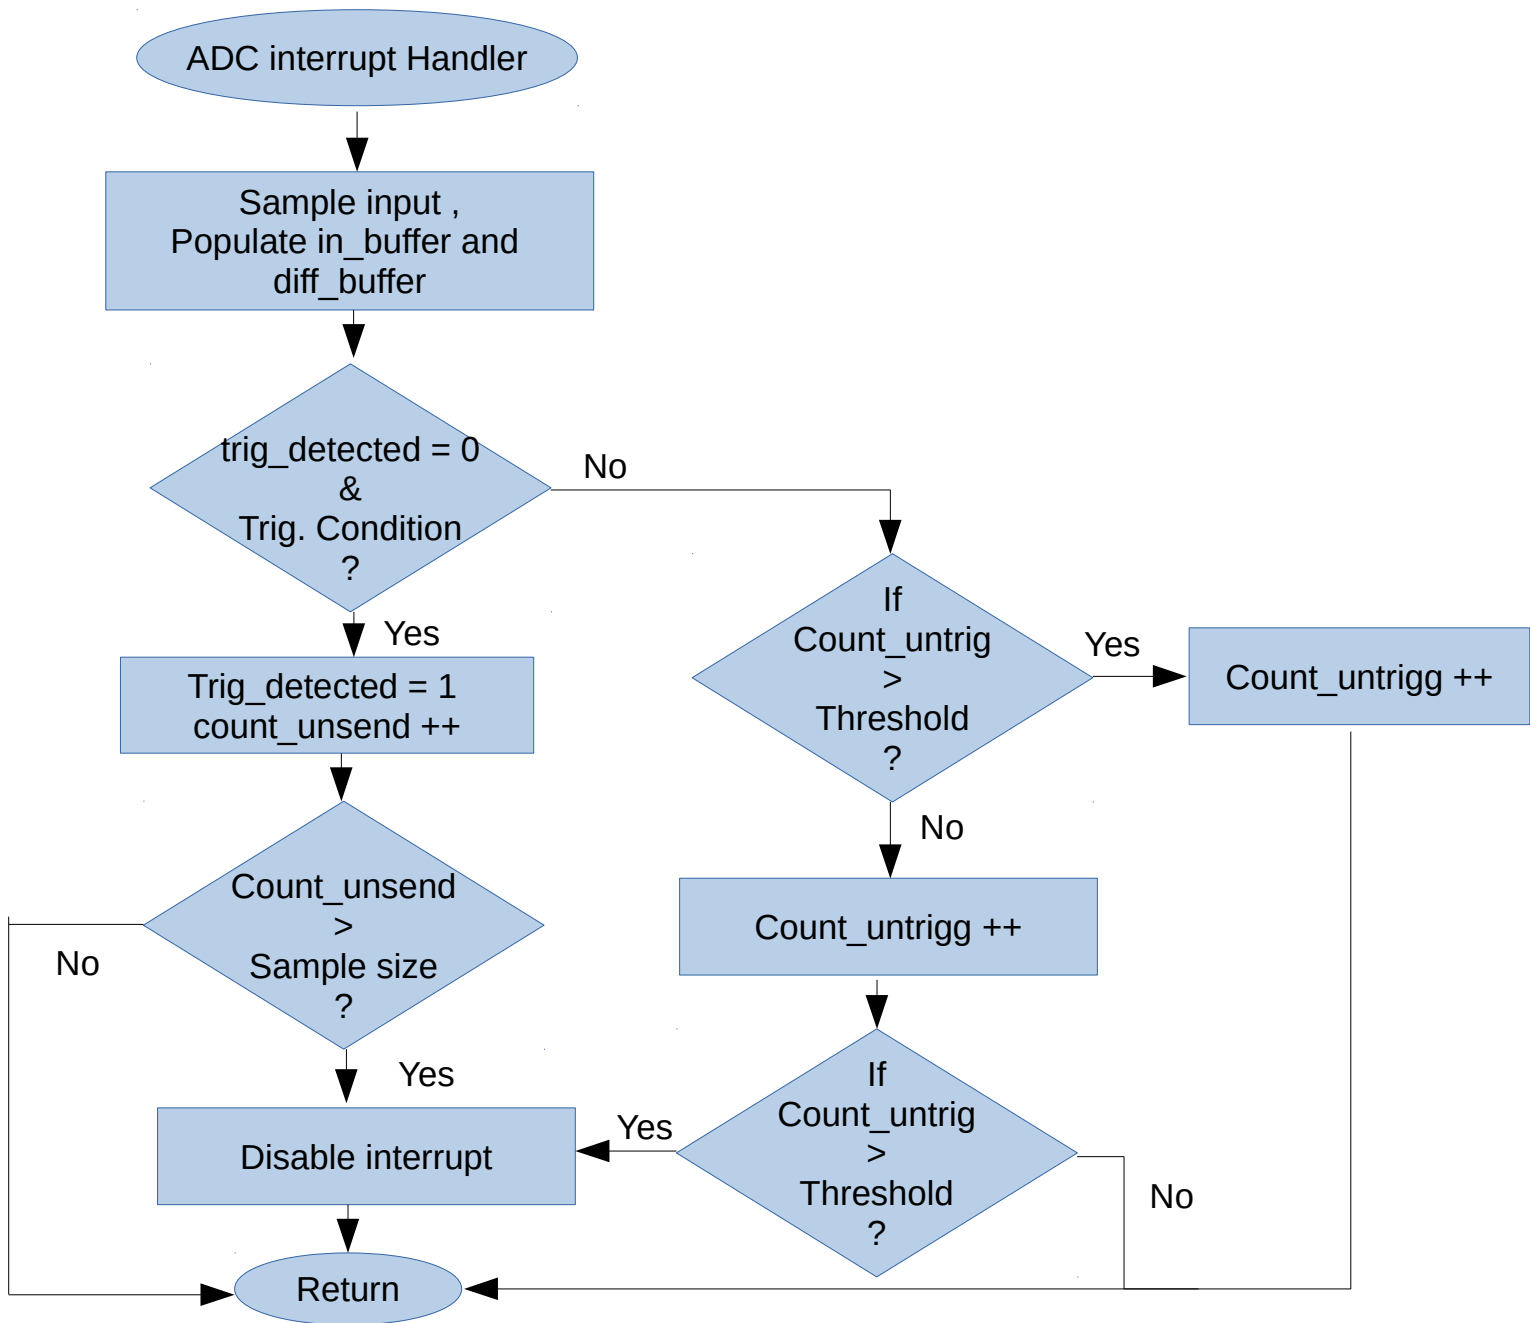 ADC interrupt Handler
Sample input ,
Populate in_buffer and
diff_buffer
trig_detected = 0
&
Trig. Condition
?
No
Yes
Trig_detected = 1
count_unsend ++
If
Count_untrig
>
Threshold
?
Yes
Count_untrigg ++
No
Count_untrigg ++
Count_unsend
>
Sample size
?
No
Yes
If
Count_untrig
>
Threshold
?
Yes
No
Disable interrupt
Return